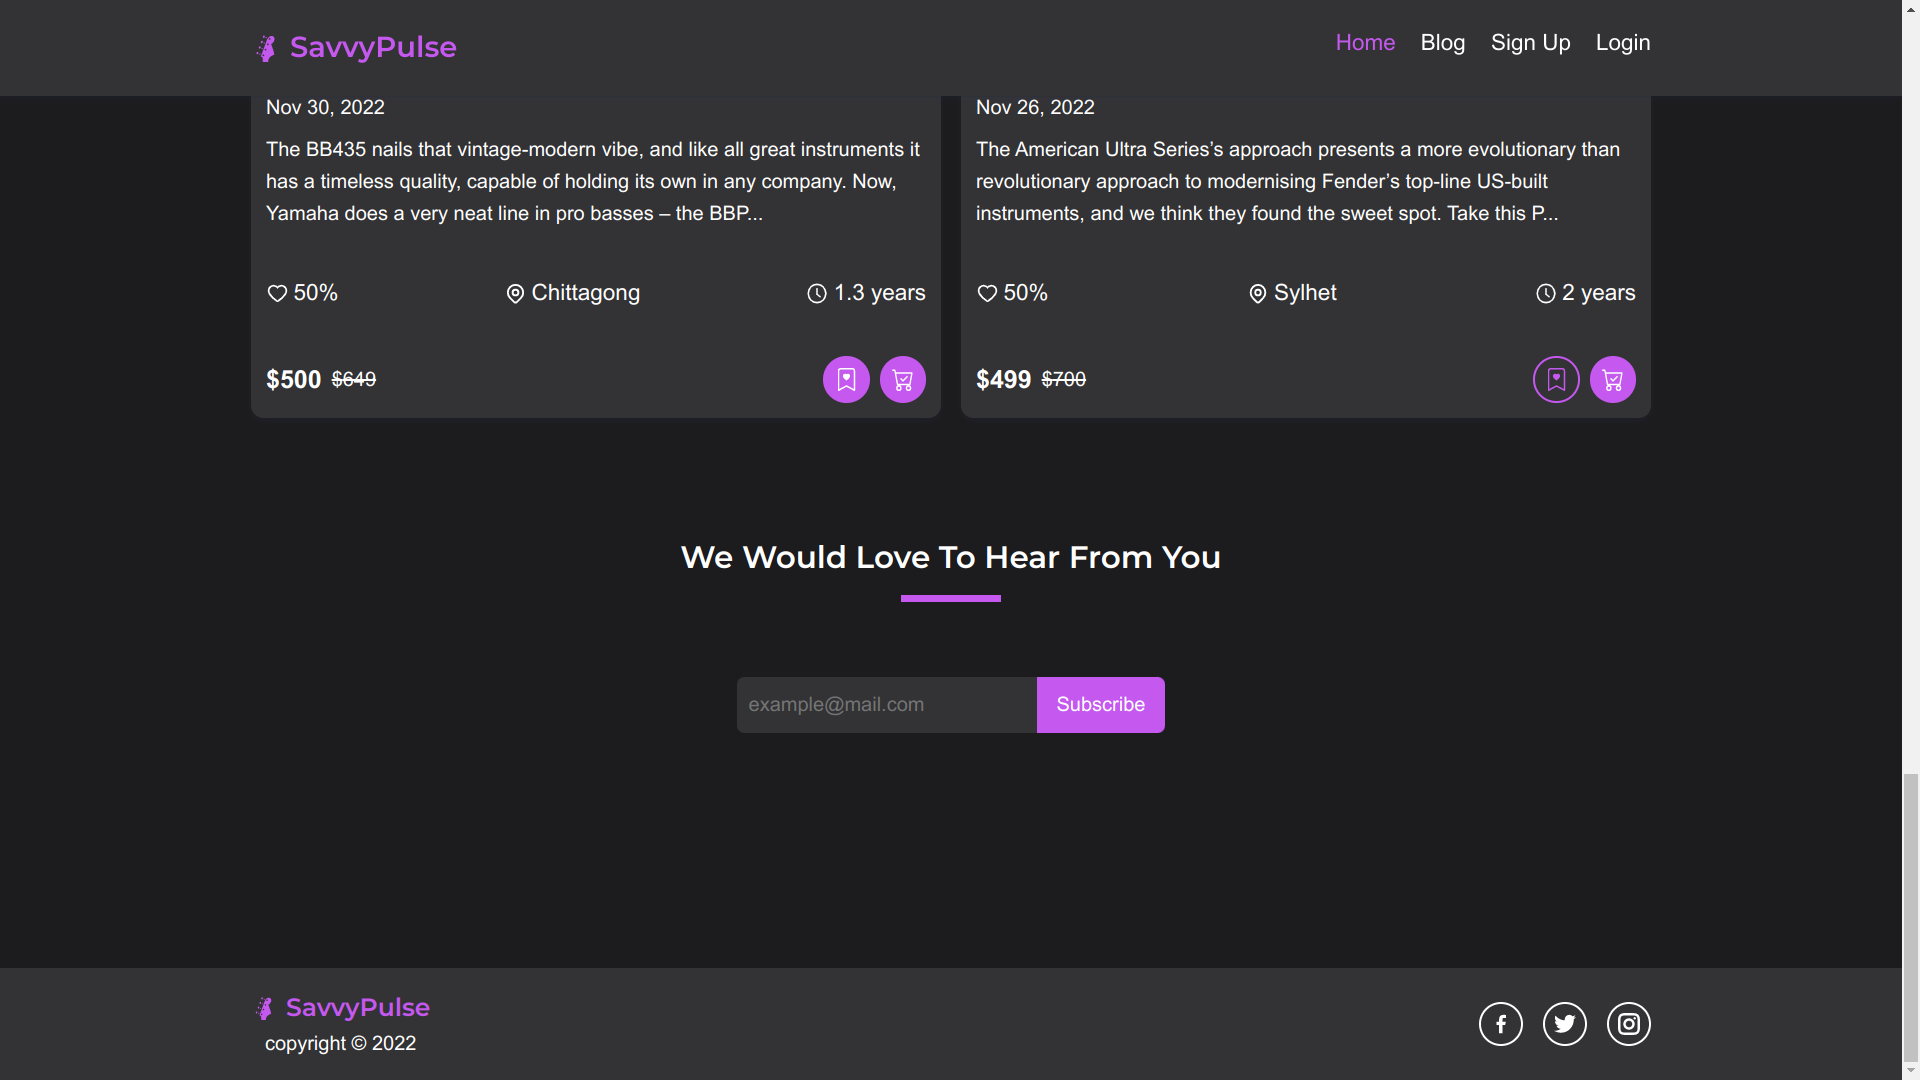 SavvyPulse
Home Blog Sign Up Login
Nov 30, 2022
The BB435 nails that vintage-modern vibe, and like all great instruments it
has a timeless quality, capable of holding its own in any company. Now,
Yamaha does a very neat line in pro basses – the BBP...
50% Chittagong 1.3 years
$500 $649
Nov 26, 2022
The American Ultra Series’s approach presents a more evolutionary than
revolutionary approach to modernising Fender’s top-line US-built
instruments, and we think they found the sweet spot. Take this P...
50% Sylhet 2 years
$499 $700
We Would Love To Hear From You
example@mail.com Subscribe
SavvyPulse
copyright © 2022